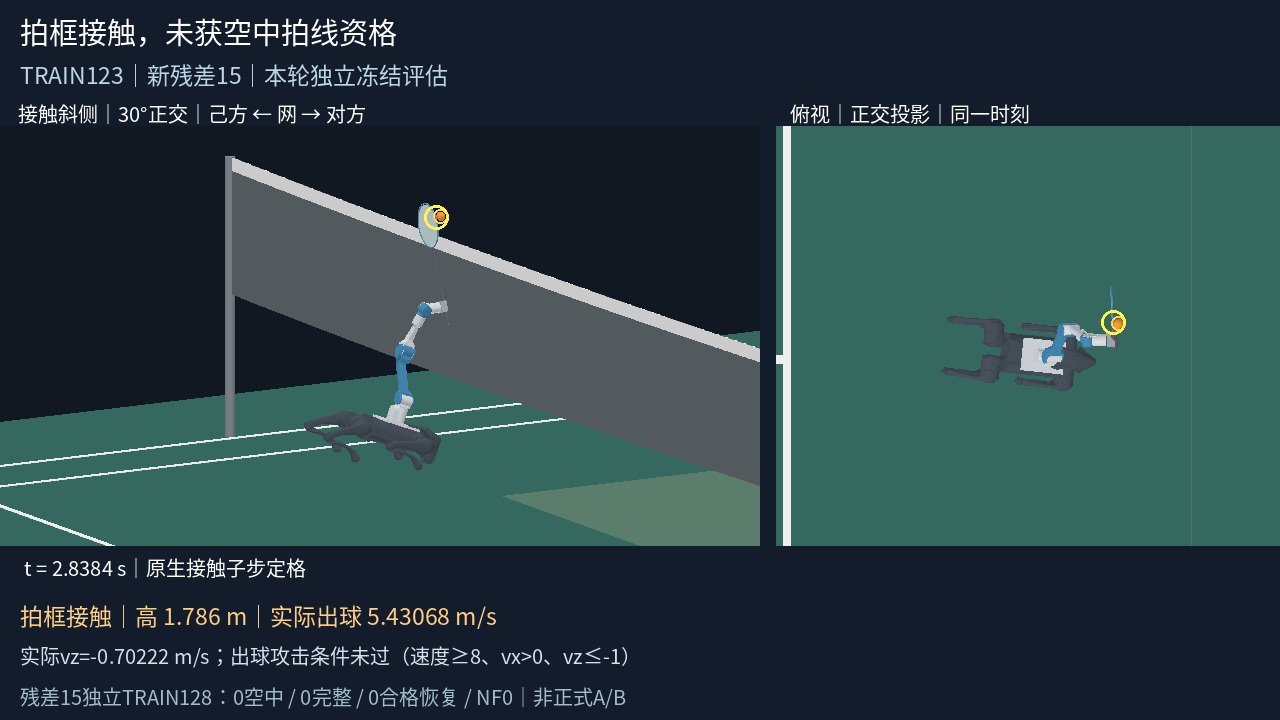 拍框接触，未获空中拍线资格
TRAIN123｜新残差15｜本轮独立冻结评估
接触斜侧｜30°正交｜己方 ← 网 → 对方
俯视｜正交投影｜同一时刻
t = 2.8384 s｜原生接触子步定格
拍框接触｜高 1.786 m｜实际出球 5.43068 m/s
实际vz=-0.70222 m/s；出球攻击条件未过（速度≥8、vx>0、vz≤-1）
残差15独立TRAIN128：0空中 / 0完整 / 0合格恢复 / NF0｜非正式A/B